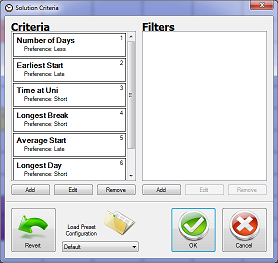 Solution Criteria
Criteria
Filters
Number of Days 1
Preference: Less
Earliest Start 2
Preference: Late
Time at Uni 3
Preference: Short
Longest Break 4
Preference: Short
Average Start 5
Preference: Late
Longest Day 6
Preference: Short
Add Edit Remove Add Edit Remove
Load Preset
Configuration
Default
Revert OK Cancel